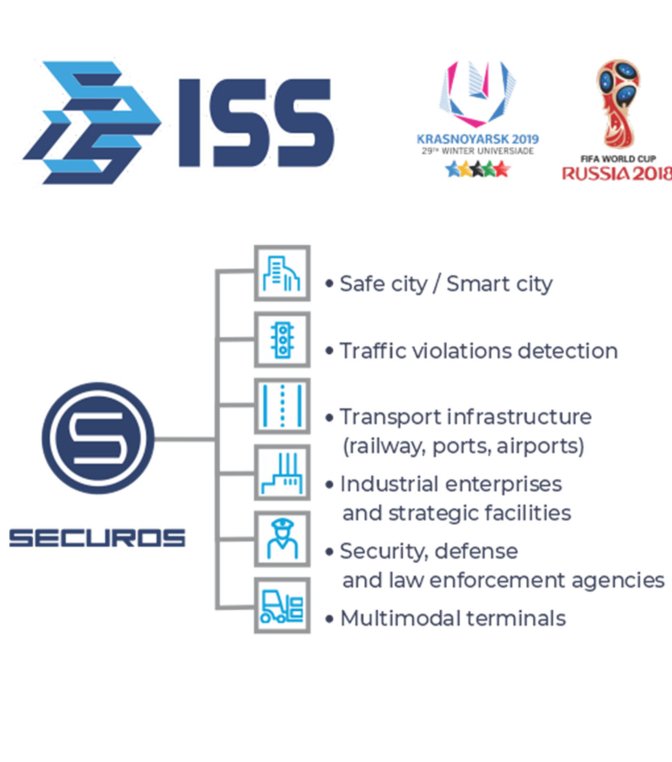 ISS
KRASNOYARSK 2019
29TH WINTER UNIVERSIADE
FIFA WORLD CUP
RUSSIA 2018
• Safe city / Smart city
• Traffic violations detection
• Transport infrastructure
(railway, ports, airports)
• Industrial enterprises
and strategic facilities
• Security, defense
and law enforcement agencies
• Multimodal terminals
S
SECUROS